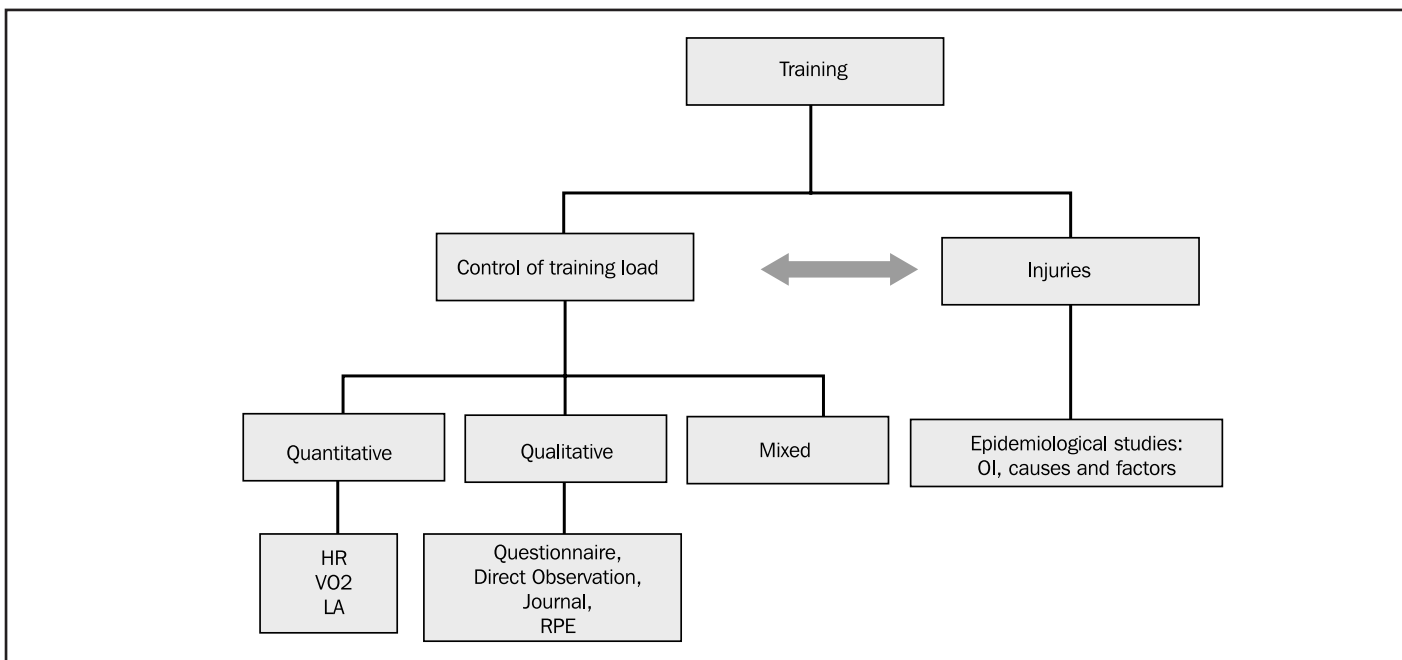 Training
Control of training load
Injuries
Quantitative
Qualitative
Mixed
Epidemiological studies:
OI, causes and factors
HR
VO2
LA
Questionnaire,
Direct Observation,
Journal,
RPE